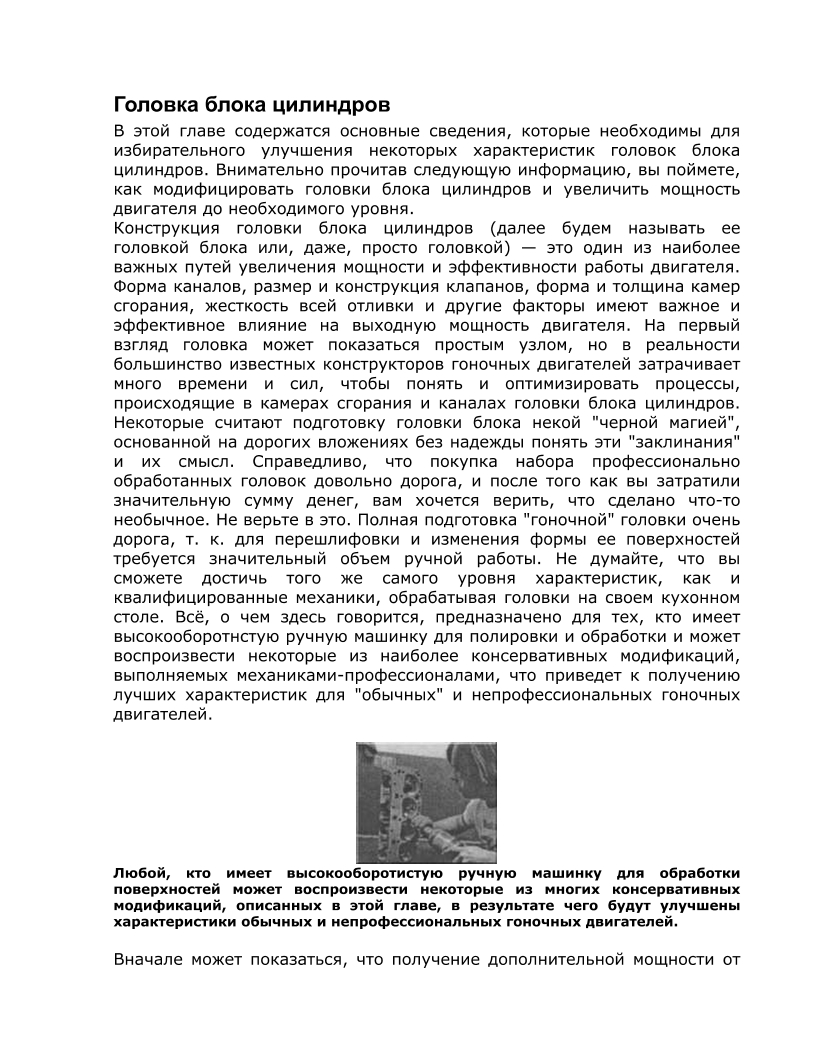 Головка блока цилиндров
В этой главе содержатся основные сведения, которые необходимы для
избирательного улучшения некоторых характеристик головок блока
цилиндров. Внимательно прочитав следующую информацию, вы поймете,
как модифицировать головки блока цилиндров и увеличить мощность
двигателя до необходимого уровня.
Конструкция головки блока цилиндров (далее будем называть ее
головкой блока или, даже, просто головкой) — это один из наиболее
важных путей увеличения мощности и эффективности работы двигателя.
Форма каналов, размер и конструкция клапанов, форма и толщина камер
сгорания, жесткость всей отливки и другие факторы имеют важное и
эффективное влияние на выходную мощность двигателя. На первый
взгляд головка может показаться простым узлом, но в реальности
большинство известных конструкторов гоночных двигателей затрачивает
много времени и сил, чтобы понять и оптимизировать процессы,
происходящие в камерах сгорания и каналах головки блока цилиндров.
Некоторые считают подготовку головки блока некой "черной магией",
основанной на дорогих вложениях без надежды понять эти "заклинания"
и их смысл. Справедливо, что покупка набора профессионально
обработанных головок довольно дорога, и после того как вы затратили
значительную сумму денег, вам хочется верить, что сделано что-то
необычное. Не верьте в это. Полная подготовка "гоночной" головки очень
дорога, т. к. для перешлифовки и изменения формы ее поверхностей
требуется значительный объем ручной работы. Не думайте, что вы
сможете достичь того же самого уровня характеристик, как и
квалифицированные механики, обрабатывая головки на своем кухонном
столе. Всё, о чем здесь говорится, предназначено для тех, кто имеет
высокооборотнстую ручную машинку для полировки и обработки и может
воспроизвести некоторые из наиболее консервативных модификаций,
выполняемых механиками-профессионалами, что приведет к получению
лучших характеристик для "обычных" и непрофессиональных гоночных
двигателей.
Любой, кто имеет высокооборотистую ручную машинку для обработки
поверхностей может воспроизвести некоторые из многих консервативных
модификаций, описанных в этой главе, в результате чего будут улучшены
характеристики обычных и непрофессиональных гоночных двигателей.
Вначале может показаться, что получение дополнительной мощности от